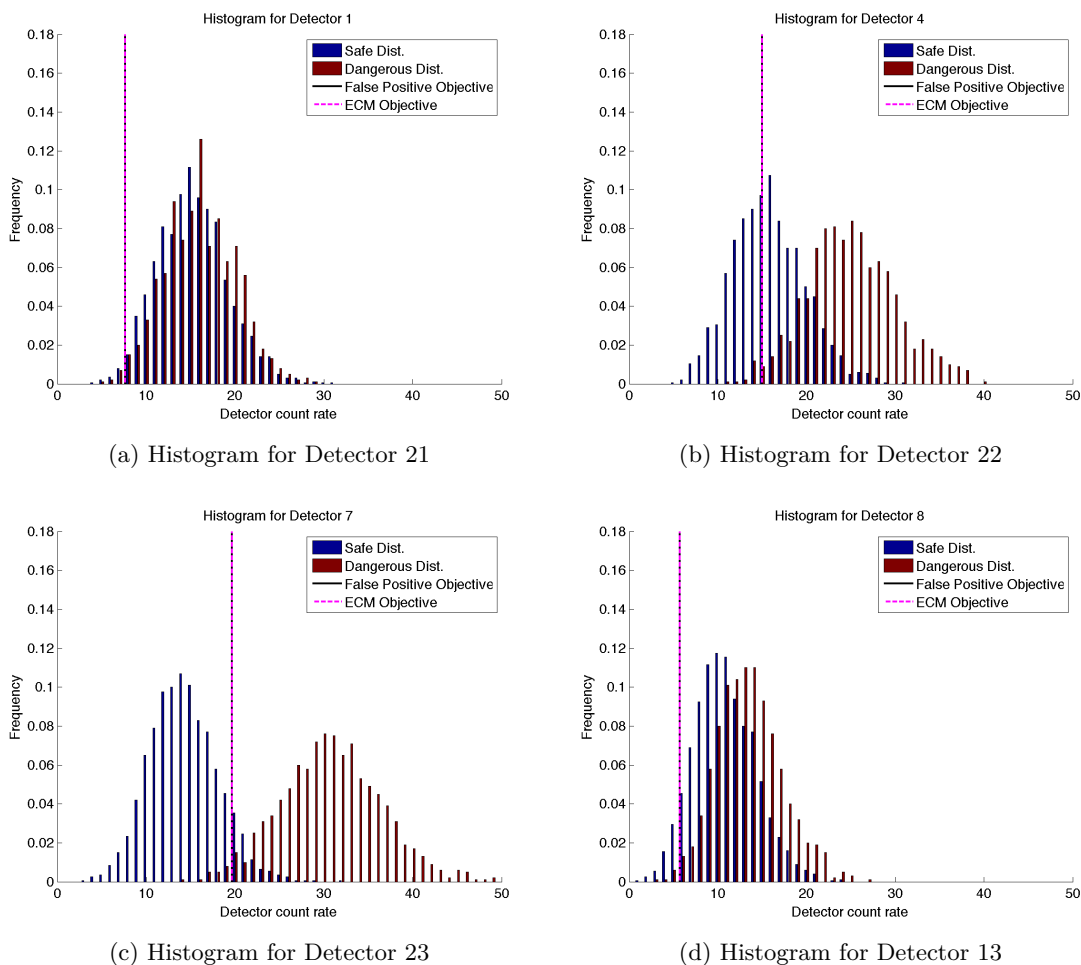 Histogram for Detector 1
0.18
0.16
0.14
0.12
0.1
0.08
0.06
0.04
0.02
0
Frequency
Safe Dist.
Dangerous Dist.
False Positive Objective
ECM Objective
0 10 20 30 40 50
Detector count rate
(a) Histogram for Detector 21
Histogram for Detector 4
0.18
0.16
0.14
0.12
0.1
0.08
0.06
0.04
0.02
0
Frequency
Safe Dist.
Dangerous Dist.
False Positive Objective
ECM Objective
0 10 20 30 40 50
Detector count rate
(b) Histogram for Detector 22
Histogram for Detector 7
0.18
0.16
0.14
0.12
0.1
0.08
0.06
0.04
0.02
0
Frequency
Safe Dist.
Dangerous Dist.
False Positive Objective
ECM Objective
0 10 20 30 40 50
Detector count rate
(c) Histogram for Detector 23
Histogram for Detector 8
0.18
0.16
0.14
0.12
0.1
0.08
0.06
0.04
0.02
0
Frequency
Safe Dist.
Dangerous Dist.
False Positive Objective
ECM Objective
0 10 20 30 40 50
Detector count rate
(d) Histogram for Detector 13